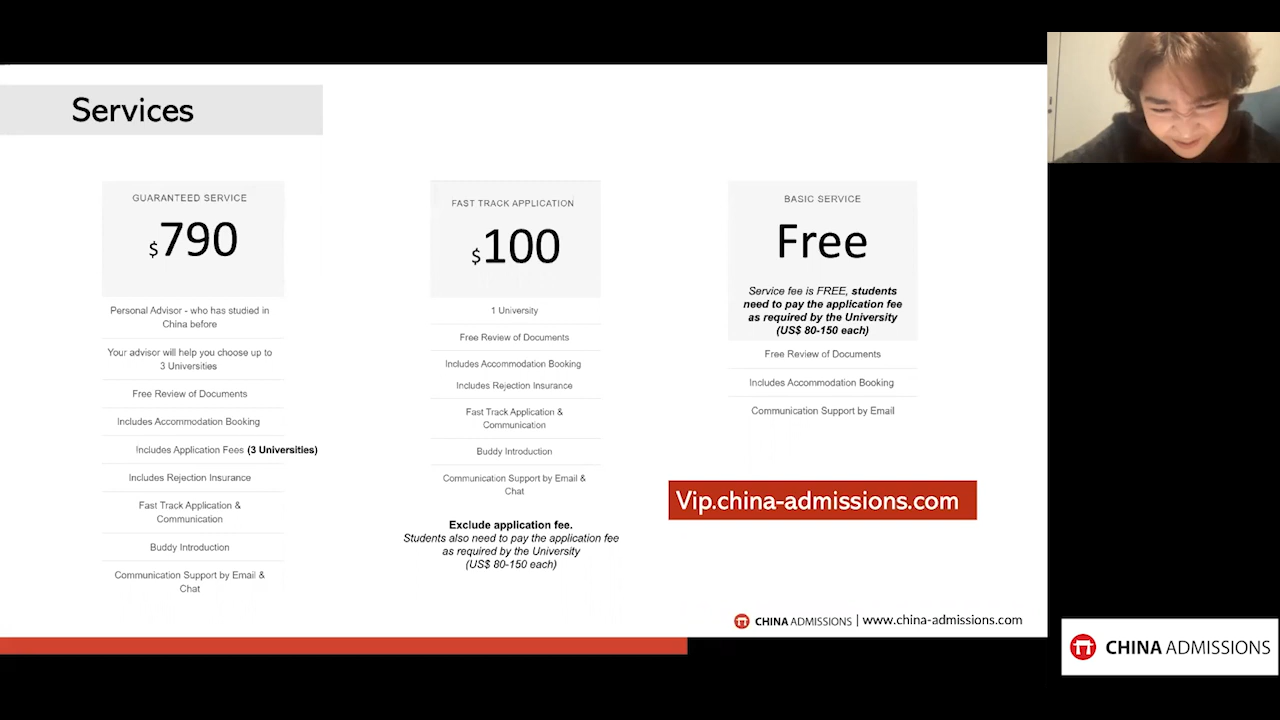 Services
GUARANTEED SERVICE
$790
Personal Advisor - who has studied in
China before
Your advisor will help you choose up to
3 Universities
Free Review of Documents
Includes Accommodation Booking
Includes Application Fees (3 Universities)
Includes Rejection Insurance
Fast Track Application &
Communication
Buddy Introduction
Communication Support by Email &
Chat
FAST TRACK APPLICATION
$100
1 University
Free Review of Documents
Includes Accommodation Booking
Includes Rejection Insurance
Fast Track Application &
Communication
Buddy Introduction
Communication Support by Email &
Chat
Exclude application fee.
Students also need to pay the application fee
as required by the University
(US$ 80-150 each)
BASIC SERVICE
Free
Service fee is FREE, students
need to pay the application fee
as required by the University
(US$ 80-150 each)
Free Review of Documents
Includes Accommodation Booking
Communication Support by Email
Vip.china-admissions.com
CHINA ADMISSIONS | www.china-admissions.com
CHINA ADMISSIONS